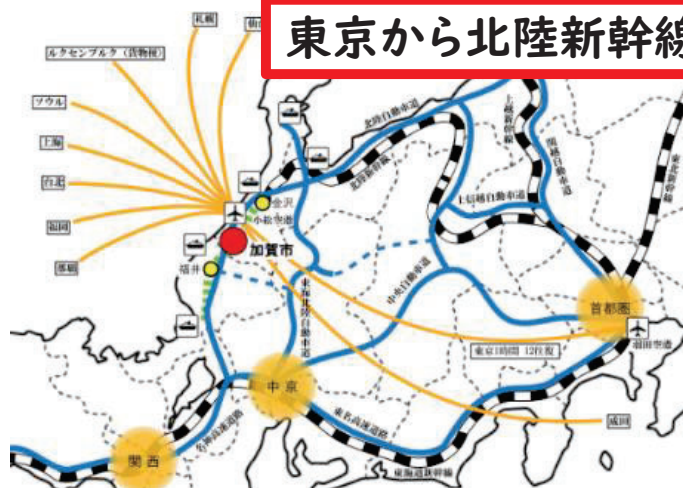 東京から北陸新幹線
札幌
仙台
ルクセンブルク（貨物便）
ソウル
上海
台北
福岡
那覇
北陸自動車道
北陸新幹線
上越新幹線
関越自動車道
上信越自動車道
金沢
小松空港
加賀市
福井
東海北陸自動車道
中央自動車道
首都圏
羽田空港
東京1時間 12往復
中京
東名高速道路
成田
名神高速道路
関西
東海道新幹線